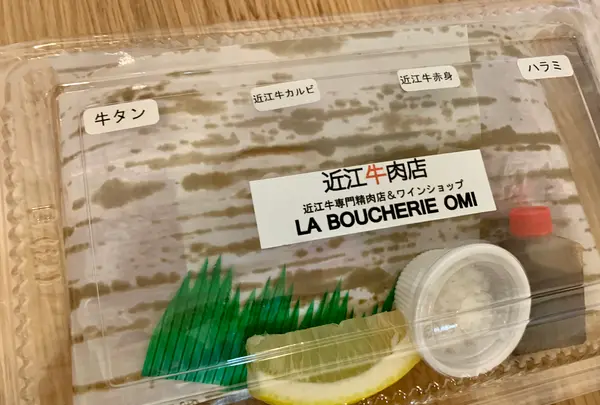 牛タン
近江牛カルビ
近江牛赤身
ハラミ
近江牛肉店
近江牛専門精肉店&ワインショップ
LA BOUCHERIE OMI